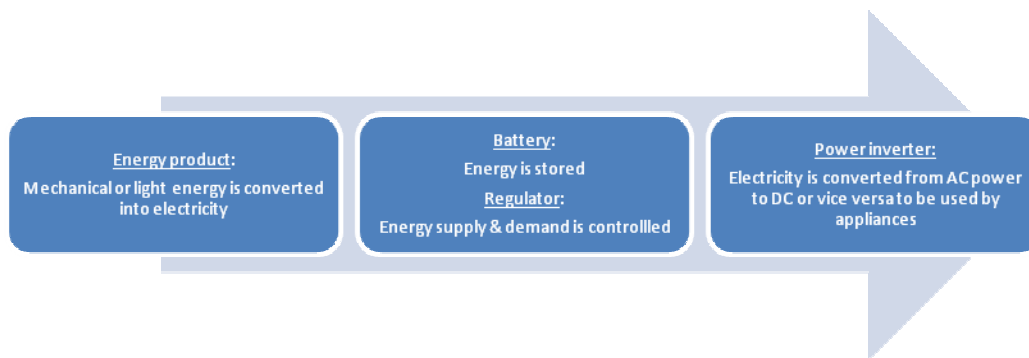 Energy product:
Mechanical or light energy is converted
into electricity
Battery:
Energy is stored
Regulator:
Energy supply & demand is controllled
Power inverter:
Electricity is converted from AC power
to DC or vice versa to be used by
appliances